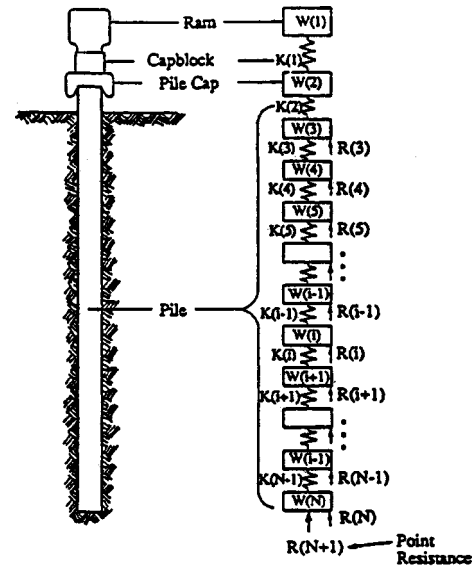 Ram
W(1)
Capblock
K(1)
Pile Cap
W(2)
K(2)
W(3)
K(3)
R(3)
W(4)
K(4)
R(4)
W(5)
K(5)
R(5)
W(i-1)
K(i-1)
R(i-1)
Pile
W(i)
K(i)
R(i)
W(i+1)
K(i+1)
R(i+1)
W(i-1)
K(N-1)
R(N-1)
W(N)
R(N)
R(N+1)
Point
Resistance